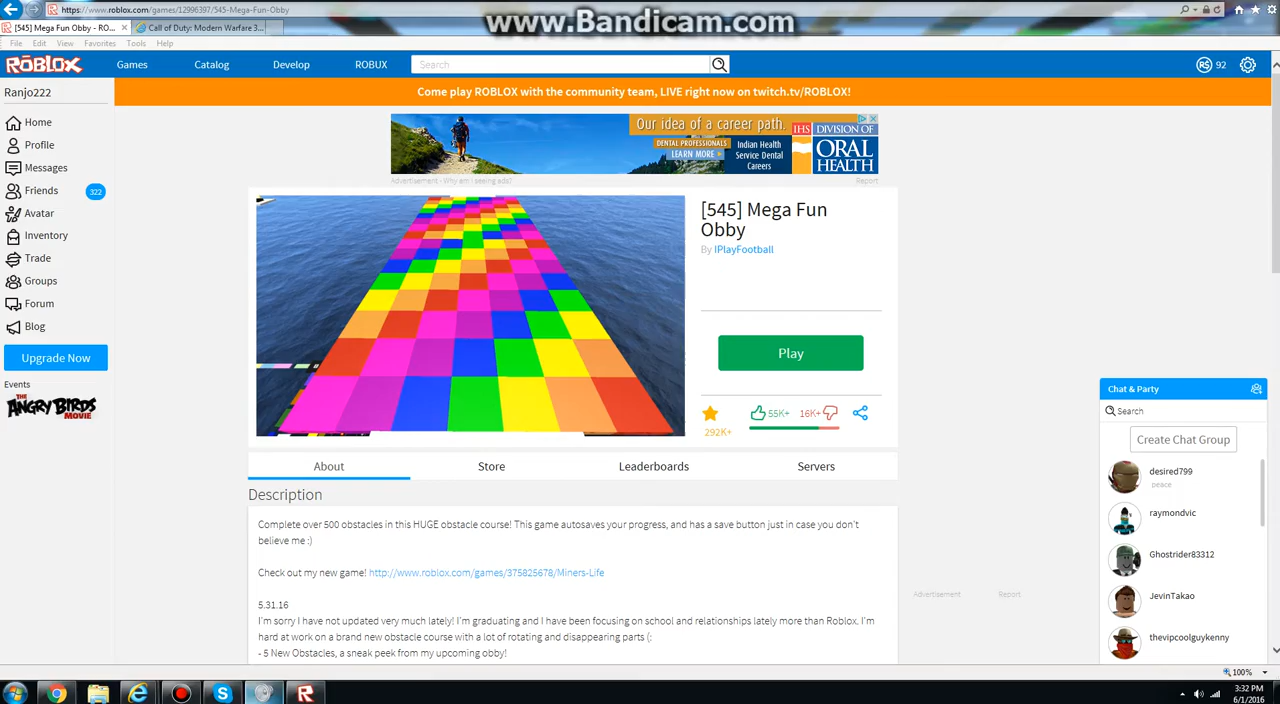 www.Bandicam.com
https://www.roblox.com/games/12996397/545-Mega-Fun-Obby
[545] Mega Fun Obby - RO...
Call of Duty: Modern Warfare 3...
File Edit View Favorites Tools Help
ROBLOX Games Catalog Develop ROBUX Search R$ 92
Ranjo222
Come play ROBLOX with the community team, LIVE right now on twitch.tv/ROBLOX!
Home
Profile
Messages
Friends 322
Avatar
Inventory
Trade
Groups
Forum
Blog
Upgrade Now
Events
THE ANGRY BIRDS MOVIE
Our idea of a career path.
DENTAL PROFESSIONALS
LEARN MORE »
Indian Health
Service Dental
Careers
IHS DIVISION OF
ORAL
HEALTH
Advertisement - Why am i seeing ads?
Report
[545] Mega Fun
Obby
By IPlayFootball
Play
292K+ 55K+ 16K+
About Store Leaderboards Servers
Description
Complete over 500 obstacles in this HUGE obstacle course! This game autosaves your progress, and has a save button just in case you don't
believe me :)
Check out my new game! http://www.roblox.com/games/375825678/Miners-Life
5.31.16
I'm sorry I have not updated very much lately! I'm graduating and I have been focusing on school and relationships lately more than Roblox. I'm
hard at work on a brand new obstacle course with a lot of rotating and disappearing parts (:
- 5 New Obstacles, a sneak peek from my upcoming obby!
Advertisement Report
Chat & Party
Search
Create Chat Group
desired799
peace
raymondvic
Ghostrider83312
JevinTakao
thevipcoolguykenny
100%
3:32 PM
6/1/2016